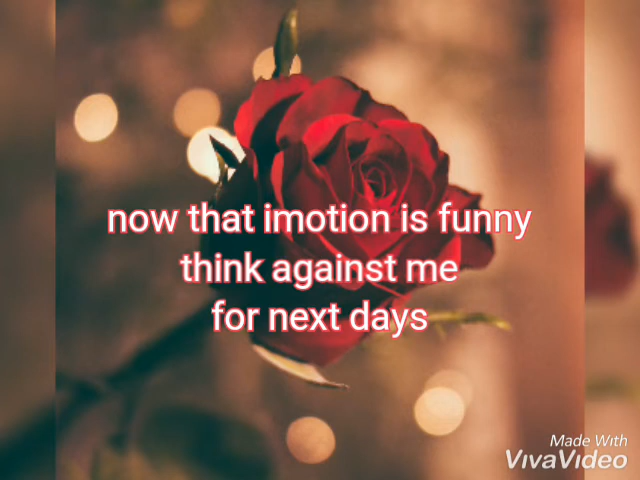 now that imotion is funny
think against me
for next days
Made With
VivaVideo